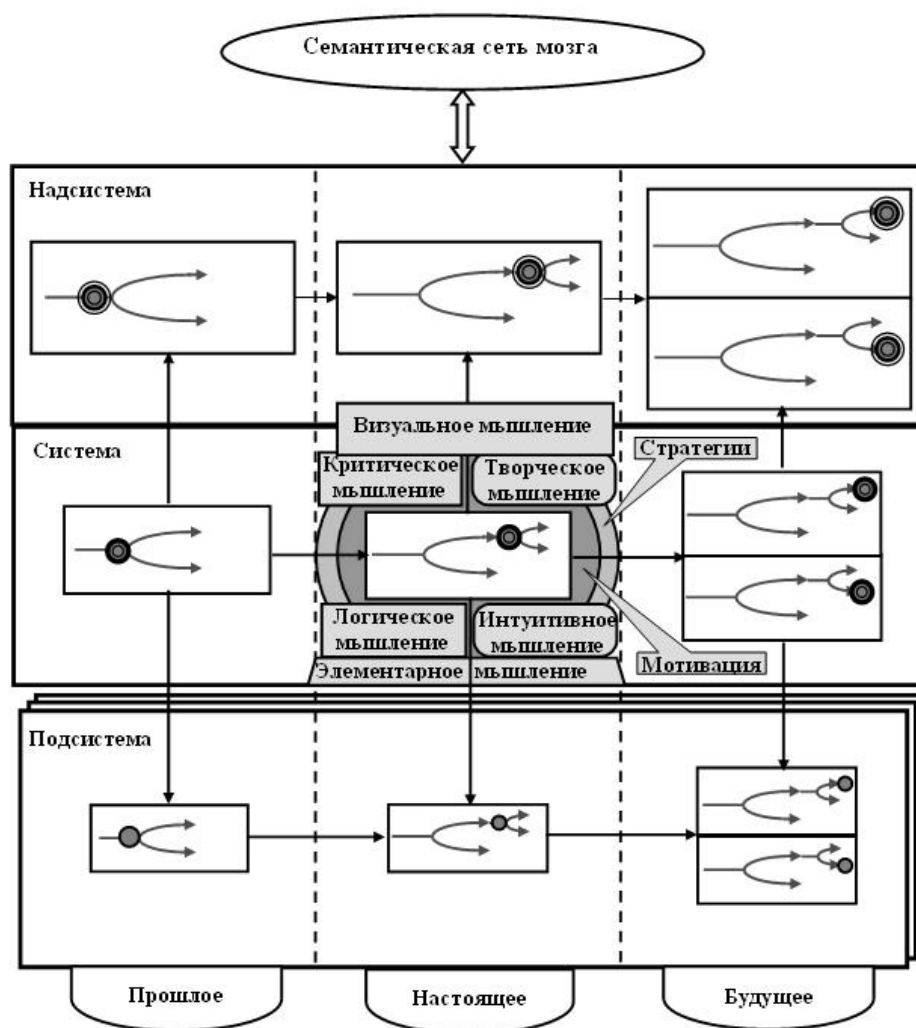 Семантическая сеть мозга
Надсистема
Визуальное мышление
Система
Стратегии
Критическое
мышление
Творческое
мышление
Логическое
мышление
Интуитивное
мышление
Мотивация
Элементарное мышление
Подсистема
Прошлое
Настоящее
Будущее